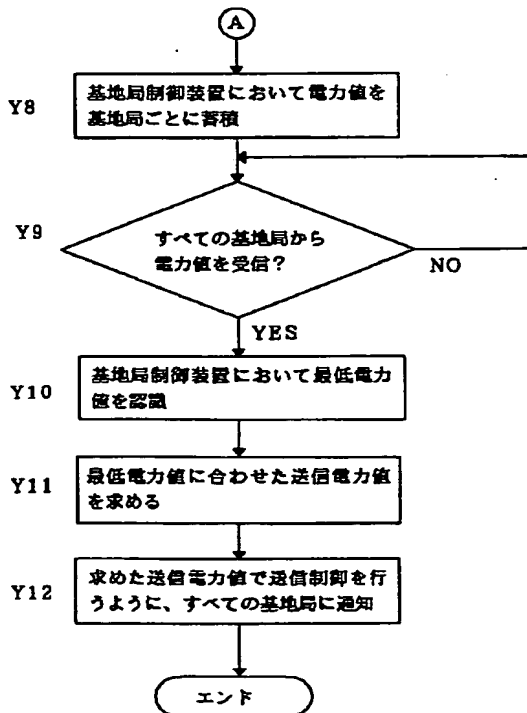 A
Y8
基地局制御装置において電力値を
基地局ごとに蓄積
Y9
すべての基地局から
電力値を受信?
NO
YES
Y10
基地局制御装置において最低電力
値を認識
Y11
最低電力値に合わせた送信電力値
を求める
Y12
求めた送信電力値で送信制御を行
うように、すべての基地局に通知
エンド